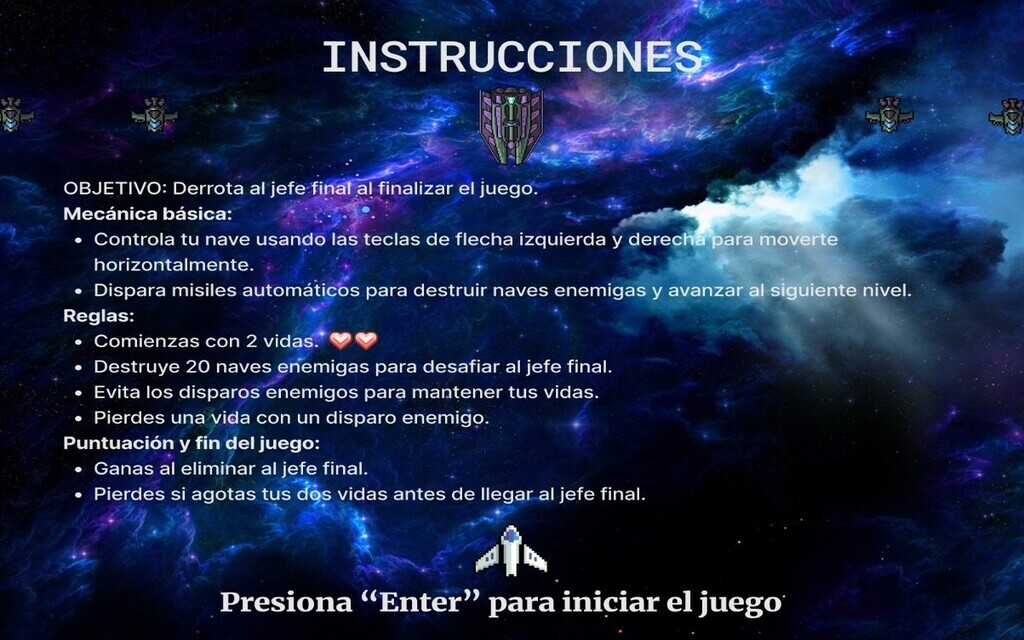 INSTRUCCIONES
OBJETIVO: Derrota al jefe final al finalizar el juego.
Mecánica básica:
• Controla tu nave usando las teclas de flecha izquierda y derecha para moverte
horizontalmente.
• Dispara misiles automáticos para destruir naves enemigas y avanzar al siguiente nivel.
Reglas:
• Comienzas con 2 vidas.
• Destruye 20 naves enemigas para desafiar al jefe final.
• Evita los disparos enemigos para mantener tus vidas.
• Pierdes una vida con un disparo enemigo.
Puntuación y fin del juego:
• Ganas al eliminar al jefe final.
• Pierdes si agotas tus dos vidas antes de llegar al jefe final.
Presiona “Enter” para iniciar el juego